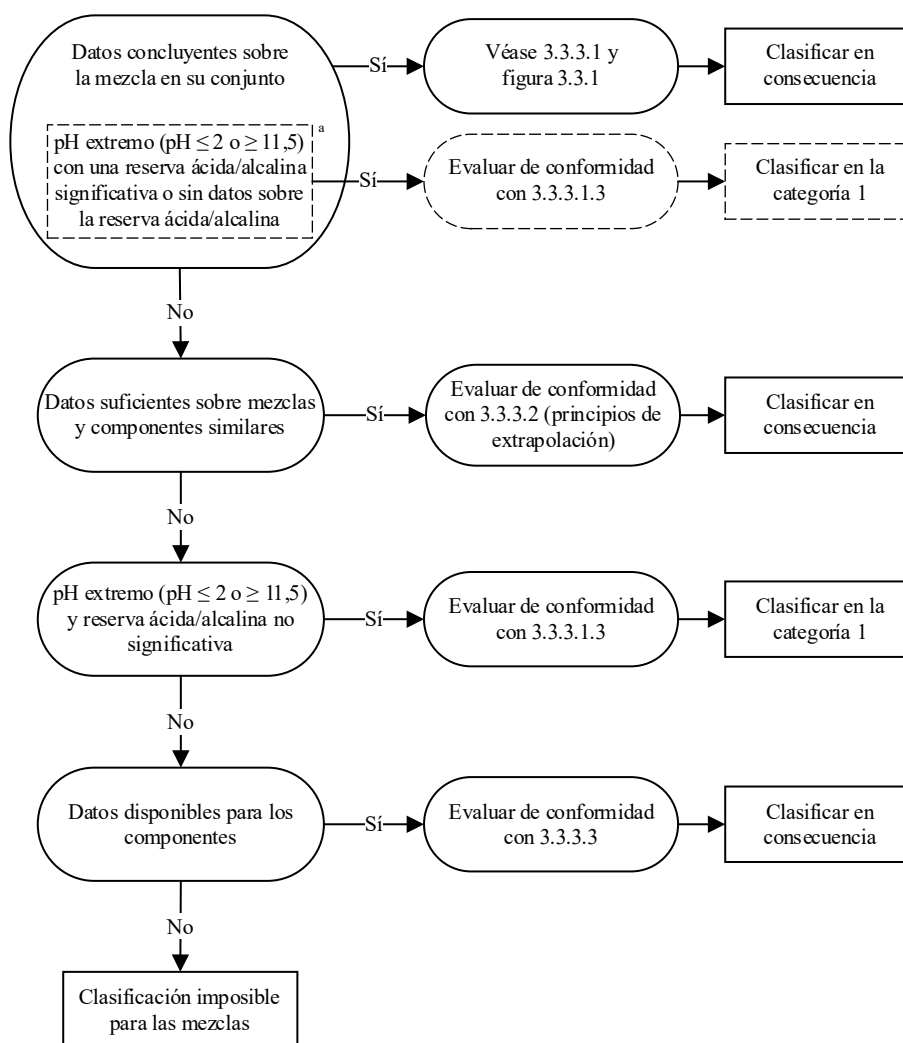 Datos concluyentes sobre
la mezcla en su conjunto
Sí
Véase 3.3.3.1 y
figura 3.3.1
Clasificar en
consecuencia
pH extremo (pH ≤ 2 o ≥ 11,5)
con una reserva ácida/alcalina
significativa o sin datos sobre
la reserva ácida/alcalina
a
Sí
Evaluar de conformidad
con 3.3.3.1.3
Clasificar en la
categoría 1
No
Datos suficientes sobre mezclas
y componentes similares
Sí
Evaluar de conformidad
con 3.3.3.2 (principios de
extrapolación)
Clasificar en
consecuencia
No
pH extremo (pH ≤ 2 o ≥ 11,5)
y reserva ácida/alcalina no
significativa
Sí
Evaluar de conformidad
con 3.3.3.1.3
Clasificar en la
categoría 1
No
Datos disponibles para los
componentes
Sí
Evaluar de conformidad
con 3.3.3.3
Clasificar en
consecuencia
No
Clasificación imposible
para las mezclas